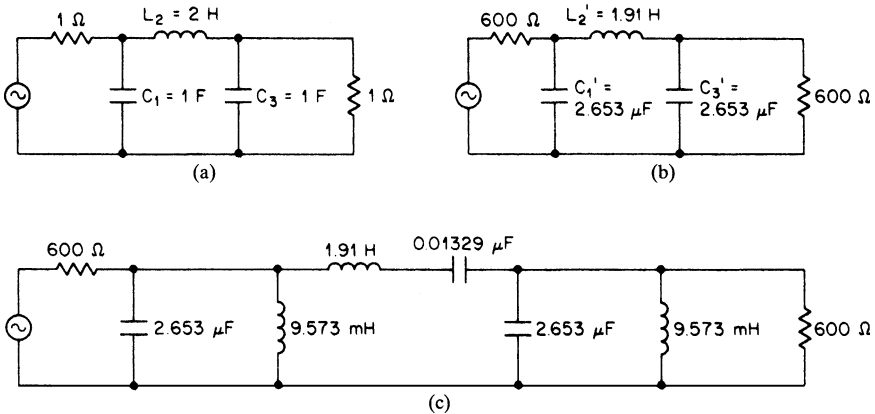 1 Ω
L₂ = 2 H
C₁ = 1 F
C₃ = 1 F
1 Ω
(a)
600 Ω
L₂' = 1.91 H
C₁' =
2.653 μF
C₃' =
2.653 μF
600 Ω
(b)
600 Ω
1.91 H
0.01329 μF
2.653 μF
9.573 mH
2.653 μF
9.573 mH
600 Ω
(c)